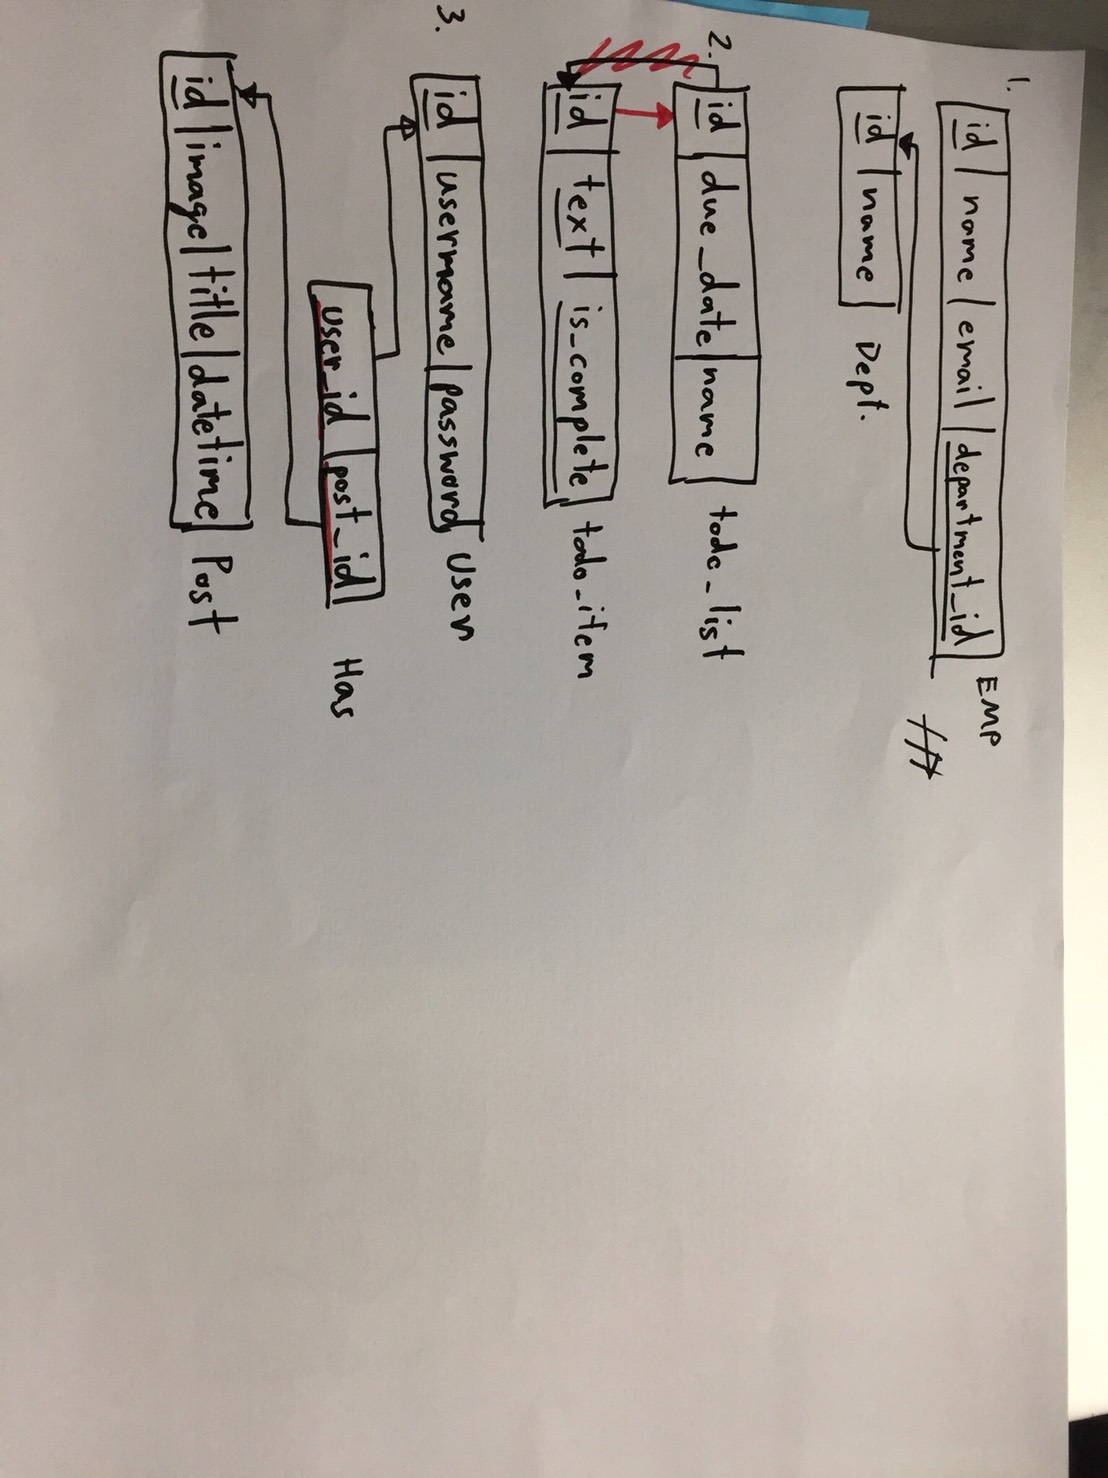 1.
id | name | email | department_id EMP
id | name Dept.
2.
id | due_date | name todo_list
id | text | is_complete todo_item
3.
id | username | password User
user_id | post_id Has
id | image | title | datetime Post